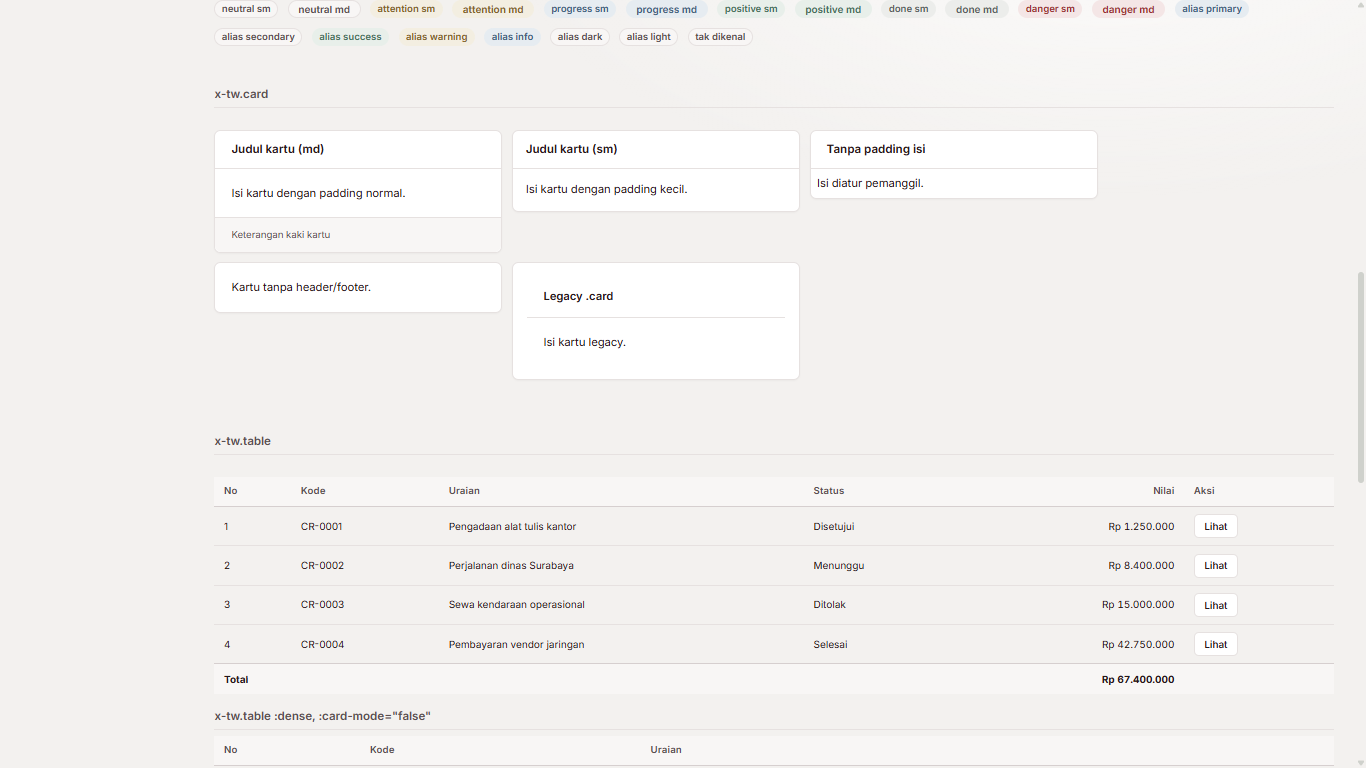 neutral sm neutral md attention sm attention md progress sm progress md positive sm positive md done sm done md danger sm danger md alias primary
alias secondary alias success alias warning alias info alias dark alias light tak dikenal
x-tw.card
Judul kartu (md)
Isi kartu dengan padding normal.
Keterangan kaki kartu
Judul kartu (sm)
Isi kartu dengan padding kecil.
Tanpa padding isi
Isi diatur pemanggil.
Kartu tanpa header/footer.
Legacy .card
Isi kartu legacy.
x-tw.table
No Kode Uraian Status Nilai Aksi
1 CR-0001 Pengadaan alat tulis kantor Disetujui Rp 1.250.000 Lihat
2 CR-0002 Perjalanan dinas Surabaya Menunggu Rp 8.400.000 Lihat
3 CR-0003 Sewa kendaraan operasional Ditolak Rp 15.000.000 Lihat
4 CR-0004 Pembayaran vendor jaringan Selesai Rp 42.750.000 Lihat
Total Rp 67.400.000
x-tw.table :dense, :card-mode="false"
No Kode Uraian